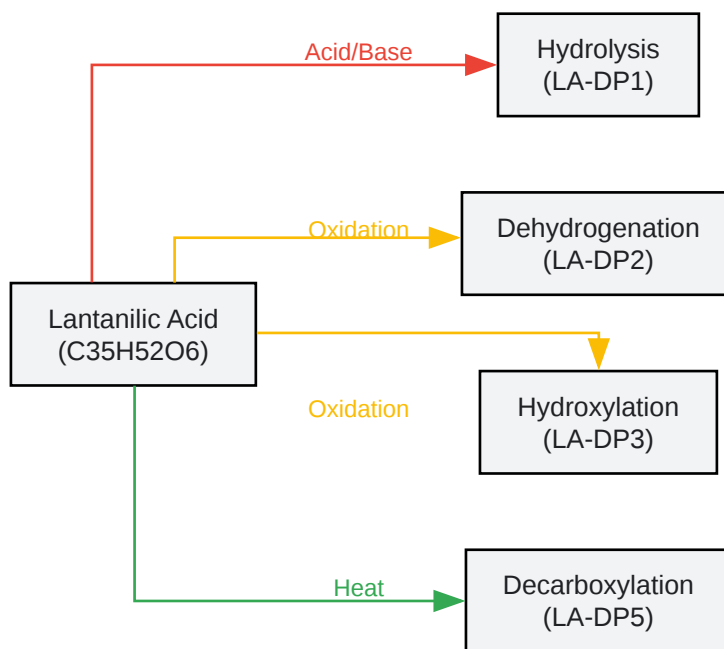 Acid/Base
Hydrolysis
(LA-DP1)
Oxidation
Dehydrogenation
(LA-DP2)
Lantanilic Acid
(C35H52O6)
Oxidation
Hydroxylation
(LA-DP3)
Heat
Decarboxylation
(LA-DP5)